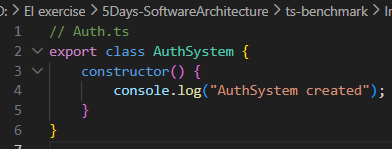 : > EI exercise > 5Days-SoftwareArchitecture > ts-benchmark >
1 // Auth.ts
2 export class AuthSystem {
3 constructor() {
4 console.log("AuthSystem created");
5 }
6 }